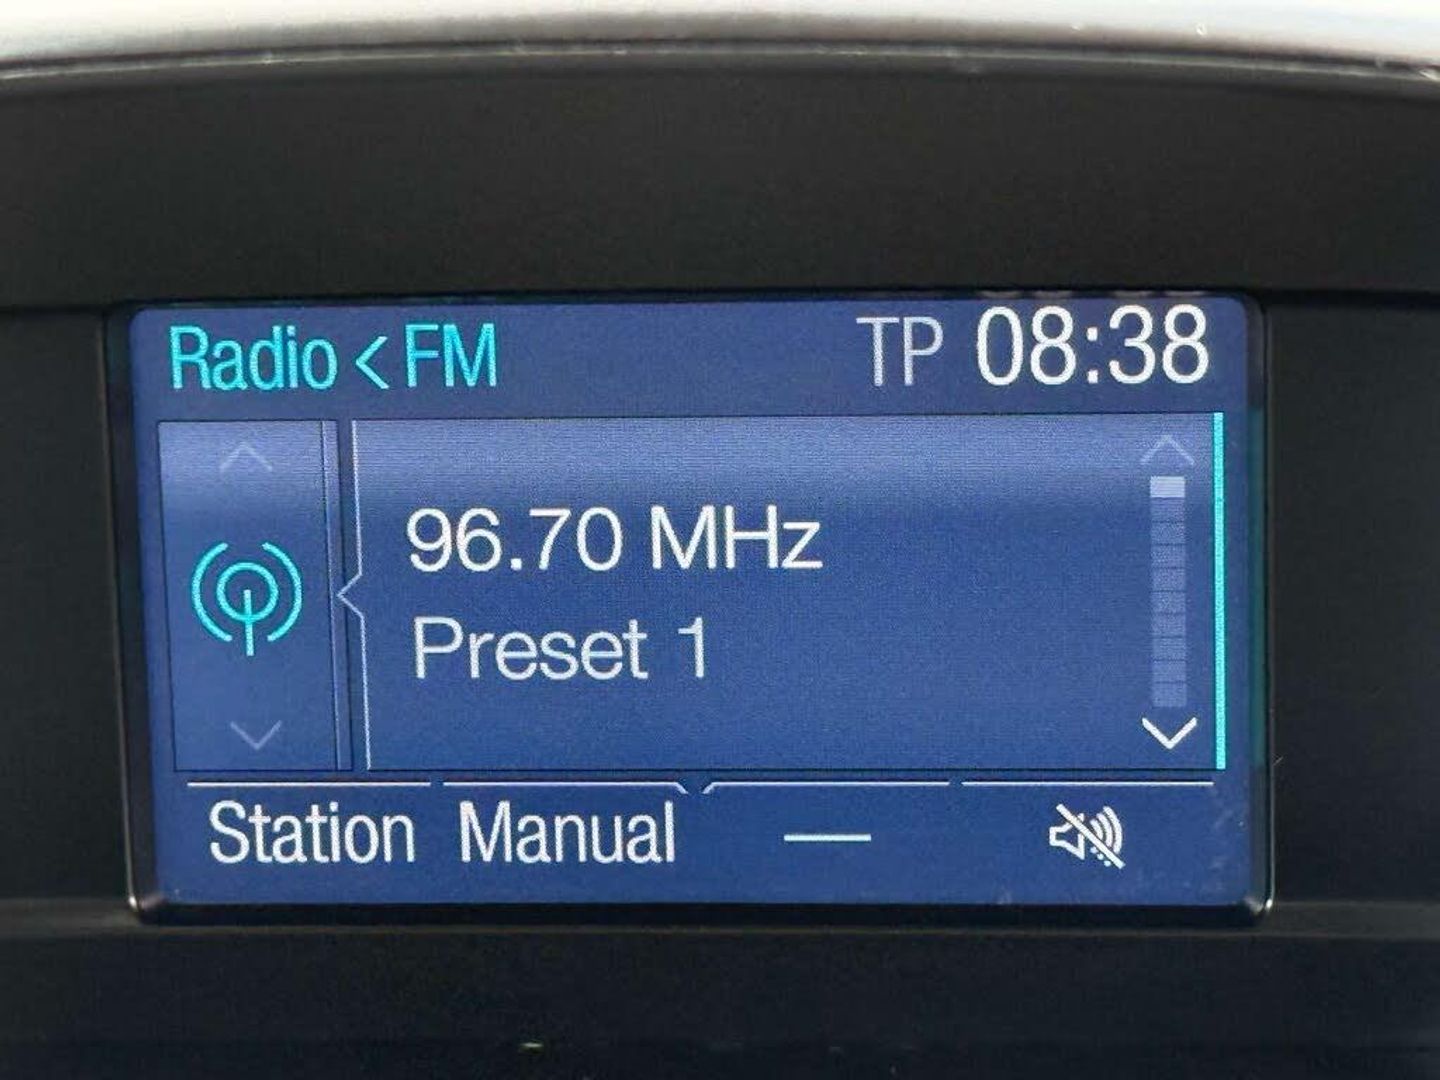 Radio < FM TP 08:38
96.70 MHz
Preset 1
Station Manual —